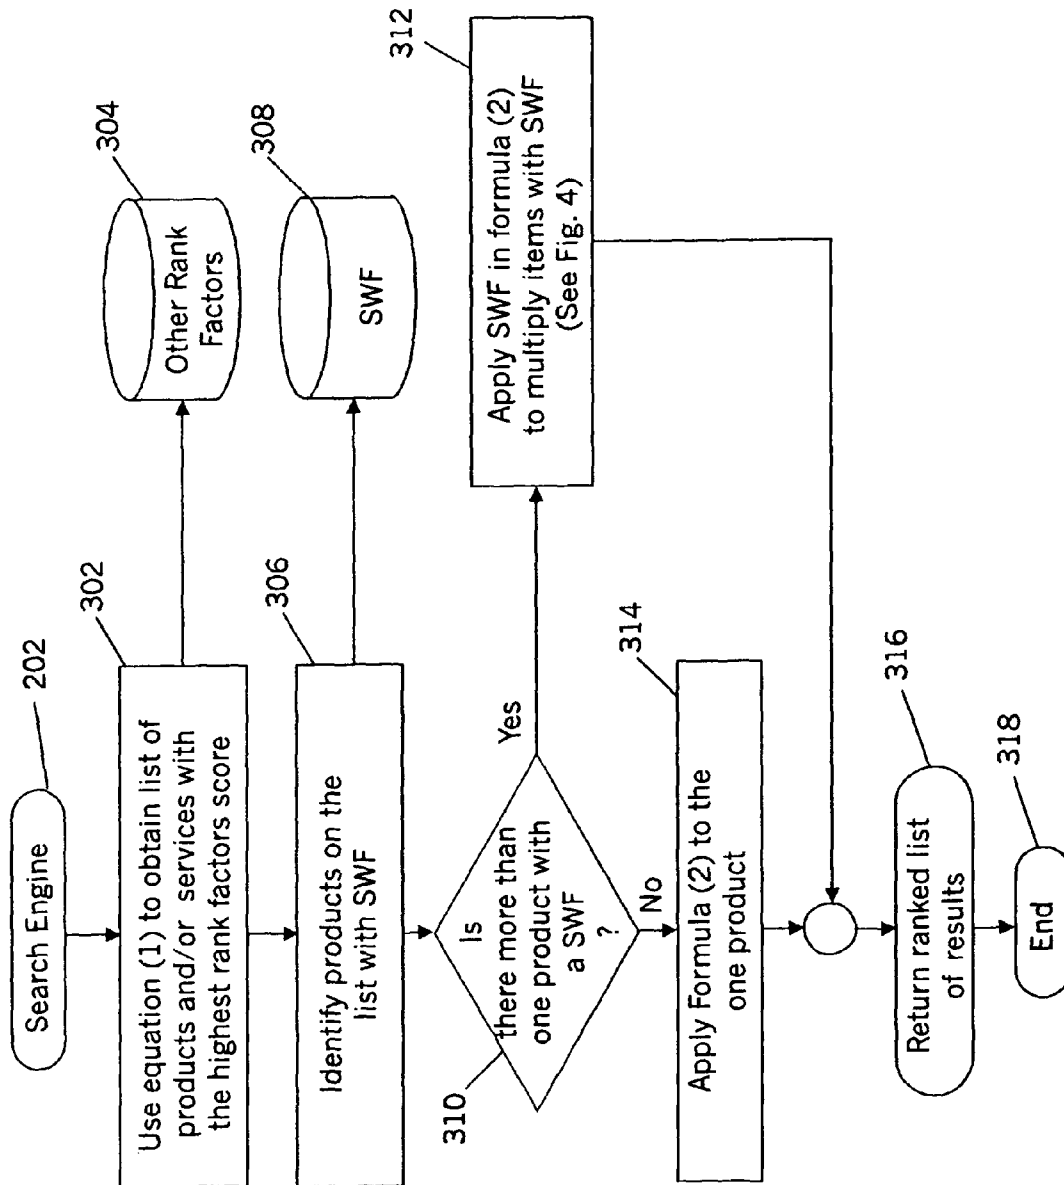 Search Engine
202
302
Use equation (1) to obtain list of
products and/or services with
the highest rank factors score
304
Other Rank
Factors
306
Identify products on the
list with SWF
308
SWF
310
Is
there more than
one product with
a SWF
?
Yes
No
312
Apply SWF in formula (2)
to multiply items with SWF
(See Fig. 4)
314
Apply Formula (2) to the
one product
316
Return ranked list
of results
318
End